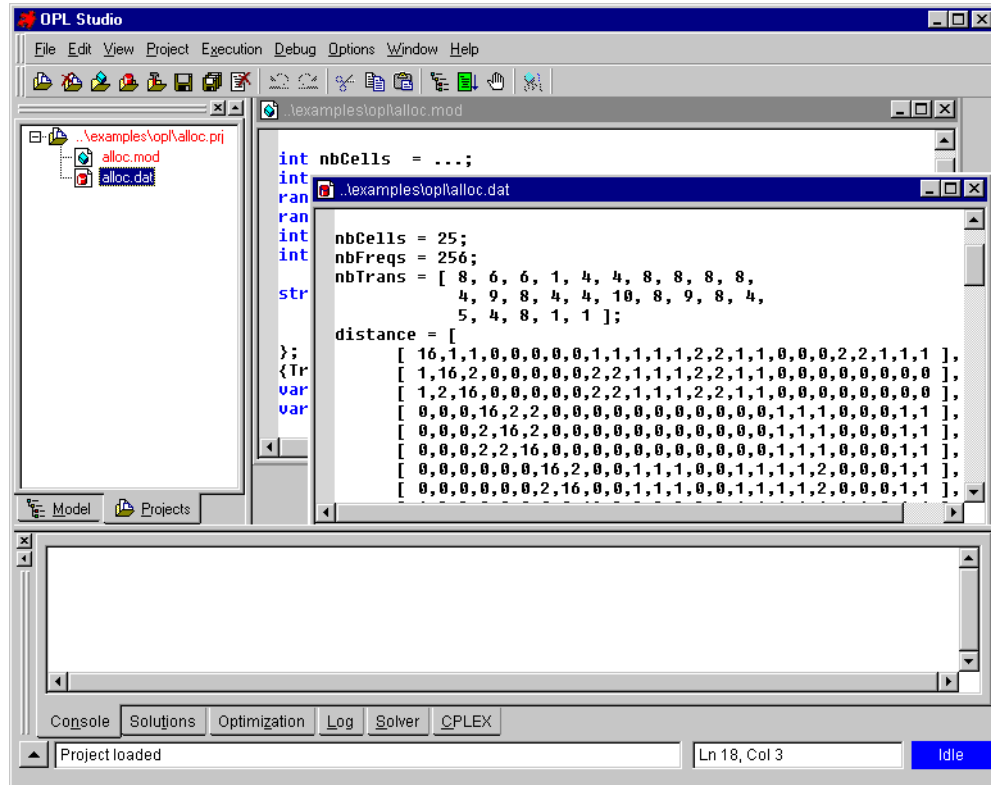 OPL Studio
File Edit View Project Execution Debug Options Window Help
..\examples\opl\alloc.prj
alloc.mod
alloc.dat
Model Projects
..\examples\opl\alloc.mod
int nbCells = ...;
int
ran
ran
int
int
str
};
{Tr
var
var
..\examples\opl\alloc.dat
nbCells = 25;
nbFreqs = 256;
nbTrans = [ 8, 6, 6, 1, 4, 4, 8, 8, 8, 8,
4, 9, 8, 4, 4, 10, 8, 9, 8, 4,
5, 4, 8, 1, 1 ];
distance = [
[ 16,1,1,0,0,0,0,0,1,1,1,1,1,2,2,1,1,0,0,0,2,2,1,1,1 ],
[ 1,16,2,0,0,0,0,0,2,2,1,1,1,2,2,1,1,0,0,0,0,0,0,0,0 ],
[ 1,2,16,0,0,0,0,0,2,2,1,1,1,2,2,1,1,0,0,0,0,0,0,0,0 ],
[ 0,0,0,16,2,2,0,0,0,0,0,0,0,0,0,0,0,1,1,1,0,0,0,1,1 ],
[ 0,0,0,2,16,2,0,0,0,0,0,0,0,0,0,0,0,1,1,1,0,0,0,1,1 ],
[ 0,0,0,2,2,16,0,0,0,0,0,0,0,0,0,0,0,1,1,1,0,0,0,1,1 ],
[ 0,0,0,0,0,0,16,2,0,0,1,1,1,0,0,1,1,1,1,2,0,0,0,1,1 ],
[ 0,0,0,0,0,0,2,16,0,0,1,1,1,0,0,1,1,1,1,2,0,0,0,1,1 ],
Console Solutions Optimization Log Solver CPLEX
Project loaded Ln 18, Col 3 Idle